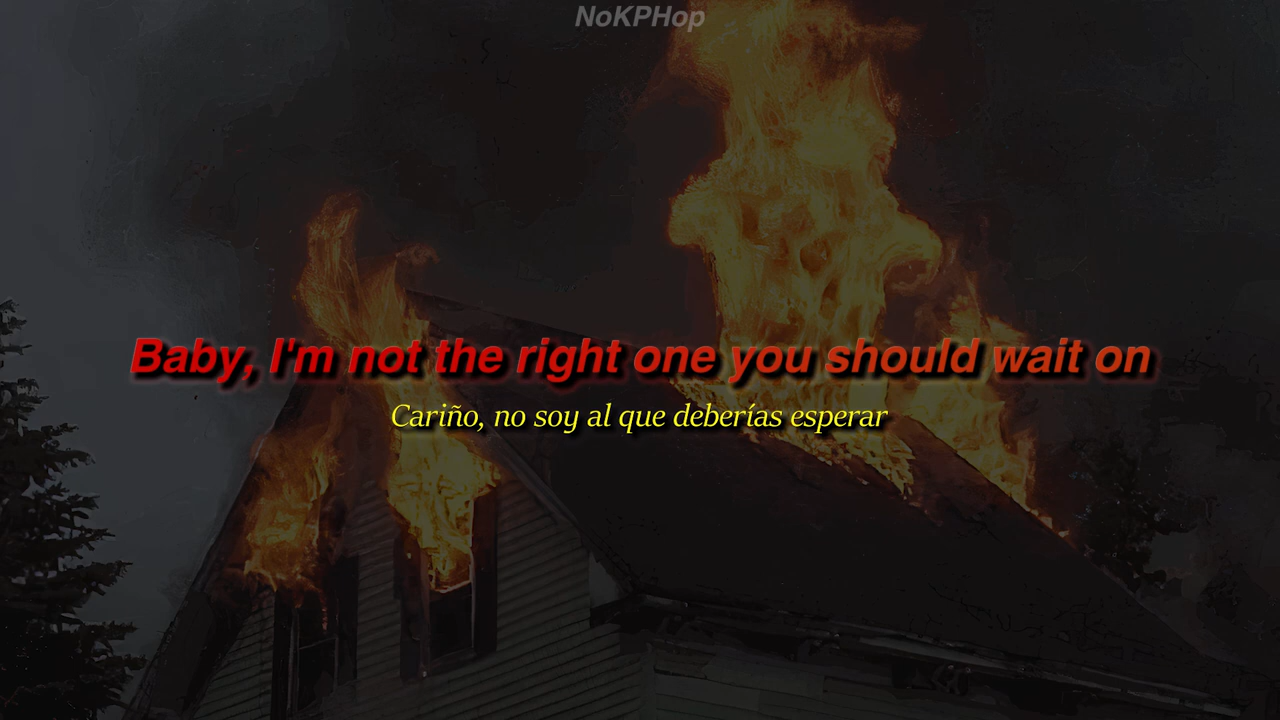 NoKPHop
Baby, I'm not the right one you should wait on
Cariño, no soy al que deberías esperar